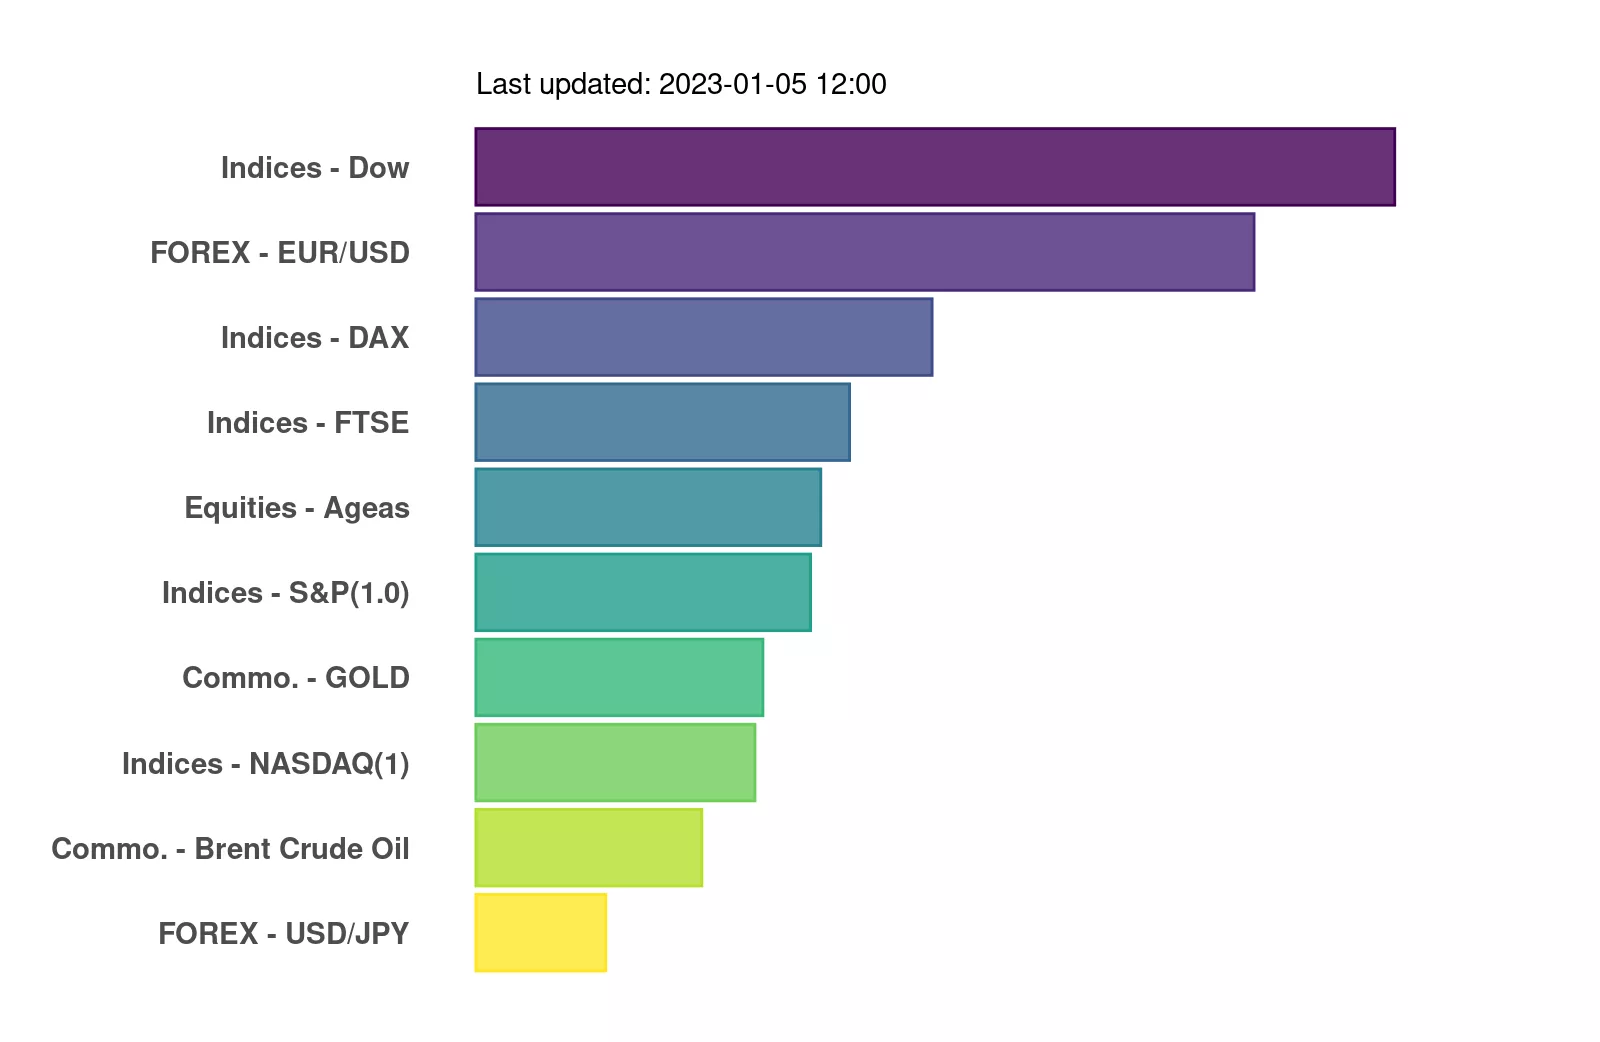 Last updated: 2023-01-05 12:00
Indices - Dow
FOREX - EUR/USD
Indices - DAX
Indices - FTSE
Equities - Ageas
Indices - S&P(1.0)
Commo. - GOLD
Indices - NASDAQ(1)
Commo. - Brent Crude Oil
FOREX - USD/JPY